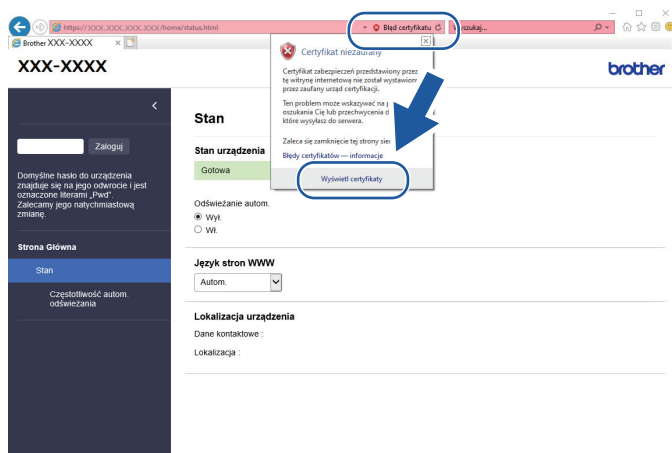 https://XXX.XXX.XXX.XXX/home/status.html
Błąd certyfikatu
Brother XXX-XXXX
XXX-XXXX
brother
Certyfikat niezaufany
Certyfikat zabezpieczeń przedstawiony przez
tę witrynę internetową nie został wystawiony
przez zaufany urząd certyfikacji.
Ten problem może wskazywać na
oszukania Cię lub przechwycenia
które wysyłasz do serwera.
Zaleca się zamknięcie tej strony
Błędy certyfikatów — informacje
Wyświetl certyfikaty
Zaloguj
Domyślne hasło do urządzenia
znajduje się na jego odwrocie i jest
oznaczone literami „Pwd".
Zalecamy jego natychmiastową
zmianę.
Strona Główna
Stan
Częstotliwość autom.
odświeżania
Stan
Stan urządzenia
Gotowa
Odświeżanie autom.
Wył.
Wł.
Język stron WWW
Autom.
Lokalizacja urządzenia
Dane kontaktowe :
Lokalizacja :